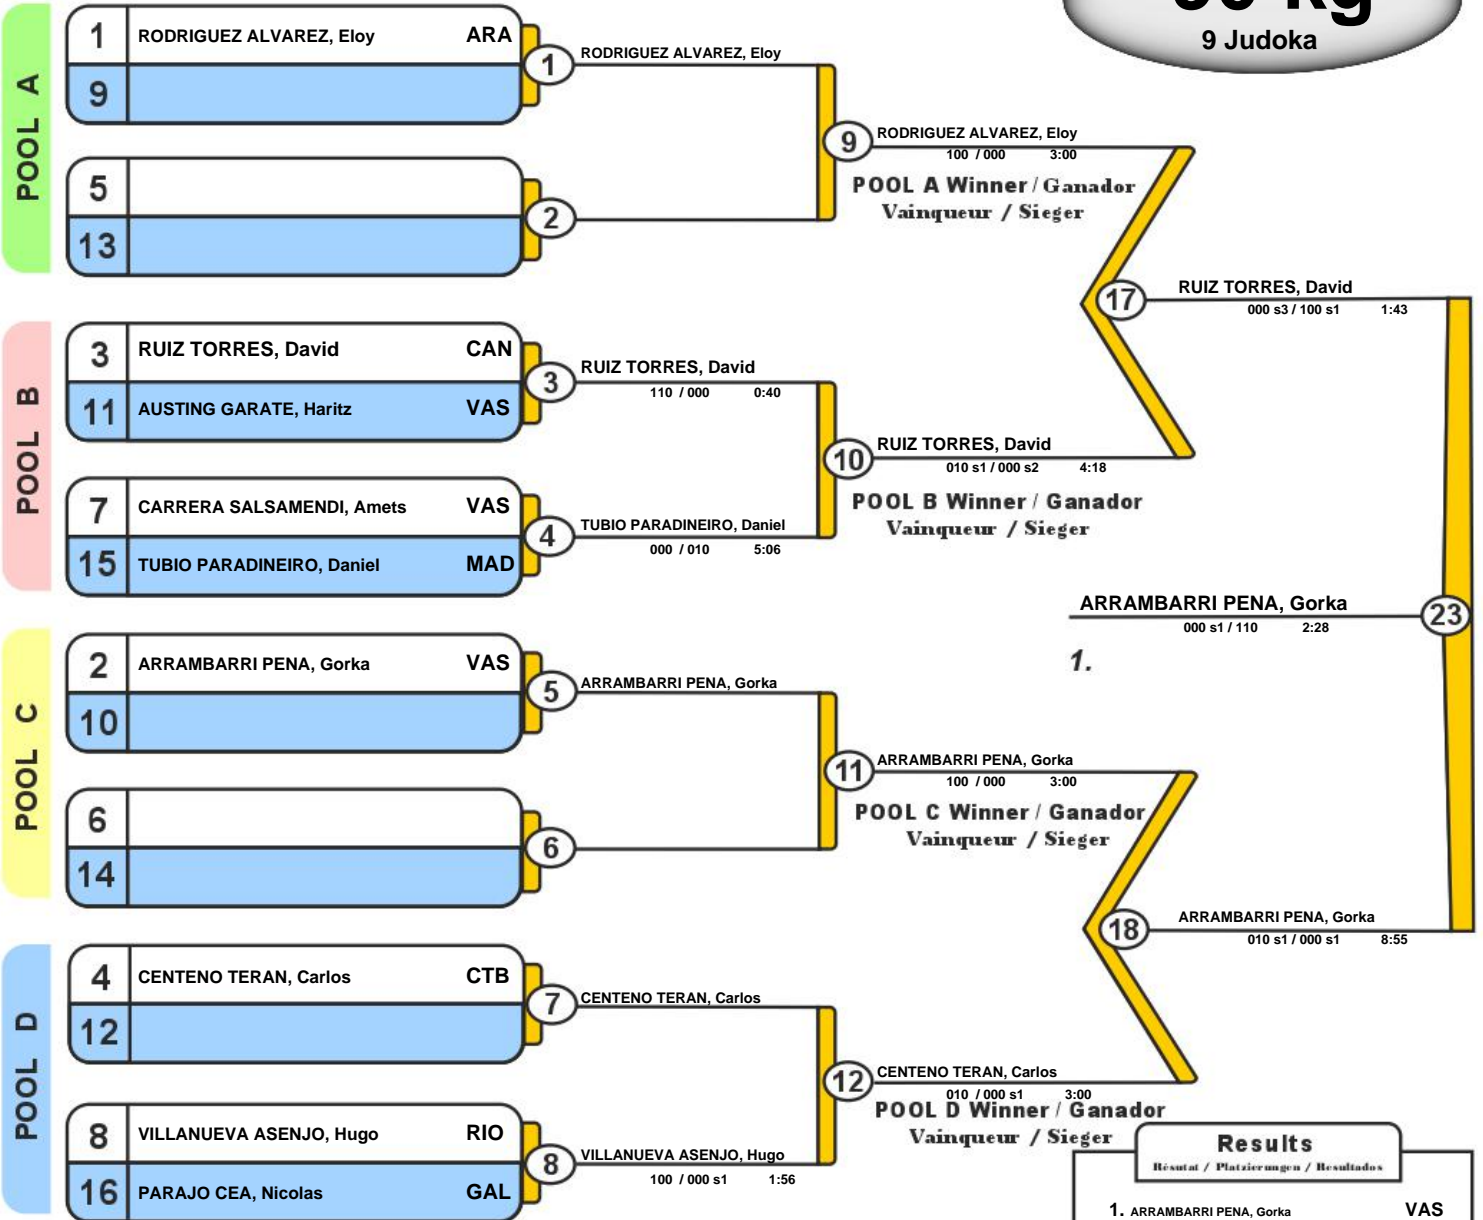 9 Judoka
POOL A
1 RODRIGUEZ ALVAREZ, Eloy ARA
9
5
13
1 RODRIGUEZ ALVAREZ, Eloy
2
9 RODRIGUEZ ALVAREZ, Eloy
100 / 000 3:00
POOL A Winner / Ganador
Vainqueur / Sieger
POOL B
3 RUIZ TORRES, David CAN
11 AUSTING GARATE, Haritz VAS
7 CARRERA SALSAMENDI, Amets VAS
15 TUBIO PARADINEIRO, Daniel MAD
3 RUIZ TORRES, David
110 / 000 0:40
4 TUBIO PARADINEIRO, Daniel
000 / 010 5:06
10 RUIZ TORRES, David
010 s1 / 000 s2 4:18
POOL B Winner / Ganador
Vainqueur / Sieger
17 RUIZ TORRES, David
000 s3 / 100 s1 1:43
POOL C
2 ARRAMBARRI PENA, Gorka VAS
10
6
14
5 ARRAMBARRI PENA, Gorka
6
11 ARRAMBARRI PENA, Gorka
100 / 000 3:00
POOL C Winner / Ganador
Vainqueur / Sieger
POOL D
4 CENTENO TERAN, Carlos CTB
12
8 VILLANUEVA ASENJO, Hugo RIO
16 PARAJO CEA, Nicolas GAL
7 CENTENO TERAN, Carlos
8 VILLANUEVA ASENJO, Hugo
100 / 000 s1 1:56
12 CENTENO TERAN, Carlos
010 / 000 s1 3:00
POOL D Winner / Ganador
Vainqueur / Sieger
18 ARRAMBARRI PENA, Gorka
010 s1 / 000 s1 8:55
ARRAMBARRI PENA, Gorka 23
000 s1 / 110 2:28
1.
Results
Résutat / Platzierungen / Resultados
1. ARRAMBARRI PENA, Gorka VAS